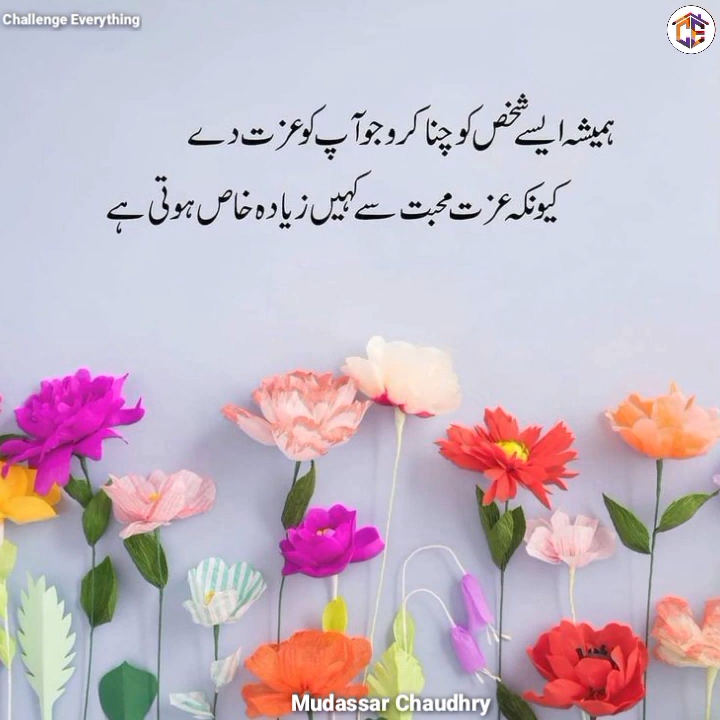 Challenge Everything
ہمیشہ ایسے شخص کو چنا کرو جو آپ کو عزت دے
کیونکہ عزت محبت سے کہیں زیادہ خاص ہوتی ہے
Mudassar Chaudhry